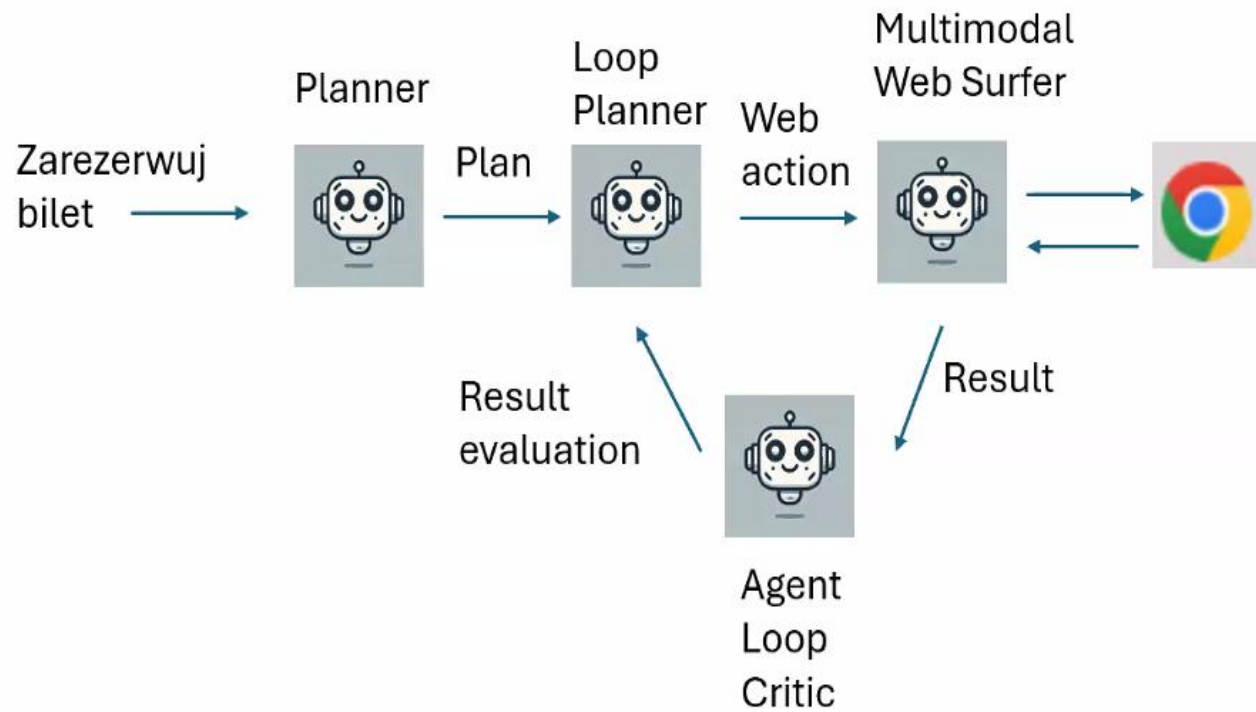 Zarezerwuj
bilet
Planner
Plan
Loop
Planner
Web
action
Multimodal
Web Surfer
Result
Result
evaluation
Agent
Loop
Critic